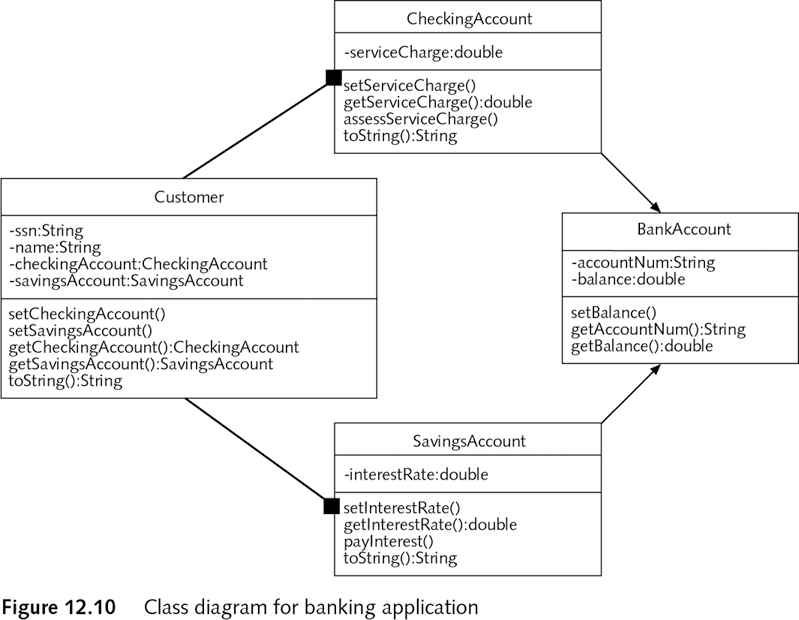 CheckingAccount
-serviceCharge:double
setServiceCharge()
getServiceCharge():double
assessServiceCharge()
toString():String
Customer
-ssn:String
-name:String
-checkingAccount:CheckingAccount
-savingsAccount:SavingsAccount
setCheckingAccount()
setSavingsAccount()
getCheckingAccount():CheckingAccount
getSavingsAccount():SavingsAccount
toString():String
BankAccount
-accountNum:String
-balance:double
setBalance()
getAccountNum():String
getBalance():double
SavingsAccount
-interestRate:double
setInterestRate()
getInterestRate():double
payInterest()
toString():String
Figure 12.10 Class diagram for banking application